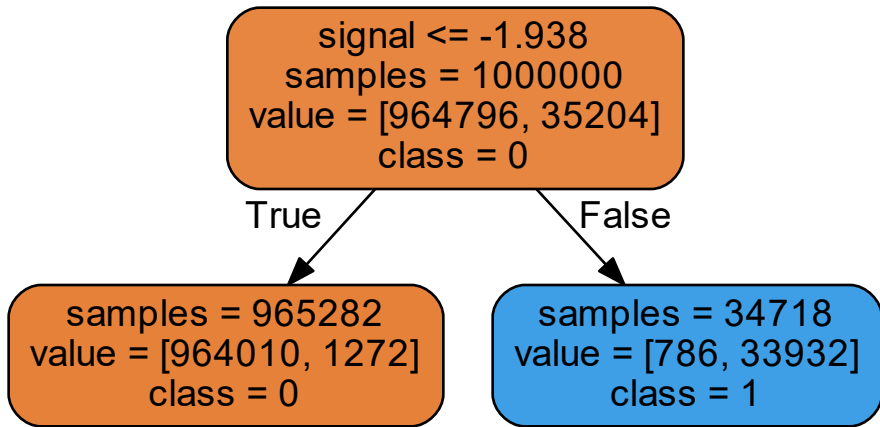 signal <= -1.938
samples = 1000000
value = [964796, 35204]
class = 0
True
False
samples = 965282
value = [964010, 1272]
class = 0
samples = 34718
value = [786, 33932]
class = 1